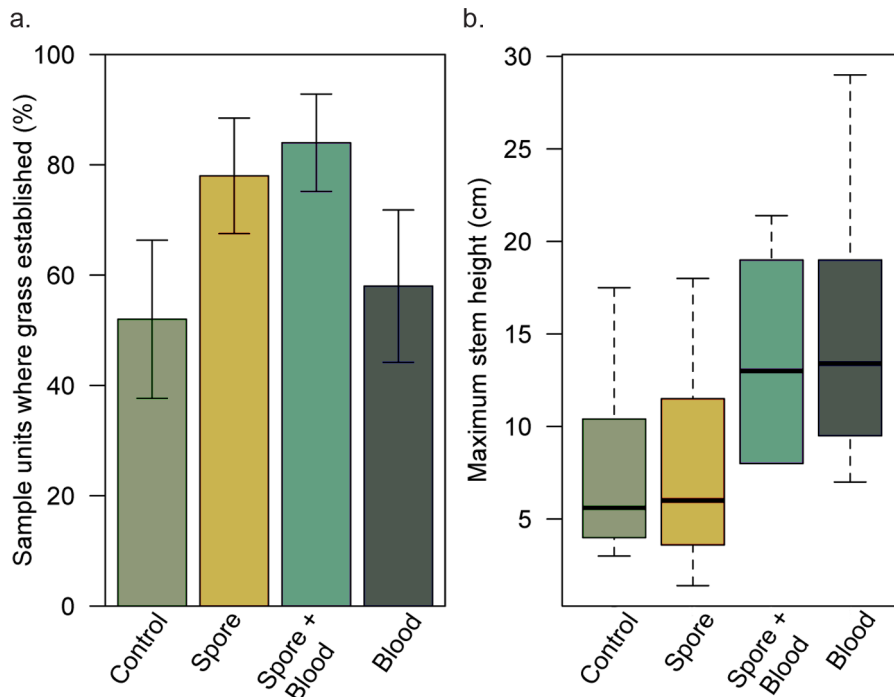 a.
Sample units where grass established (%)
100
80
60
40
20
0
Control
Spore
Spore +
Blood
Blood
b.
Maximum stem height (cm)
30
25
20
15
10
5
Control
Spore
Spore +
Blood
Blood